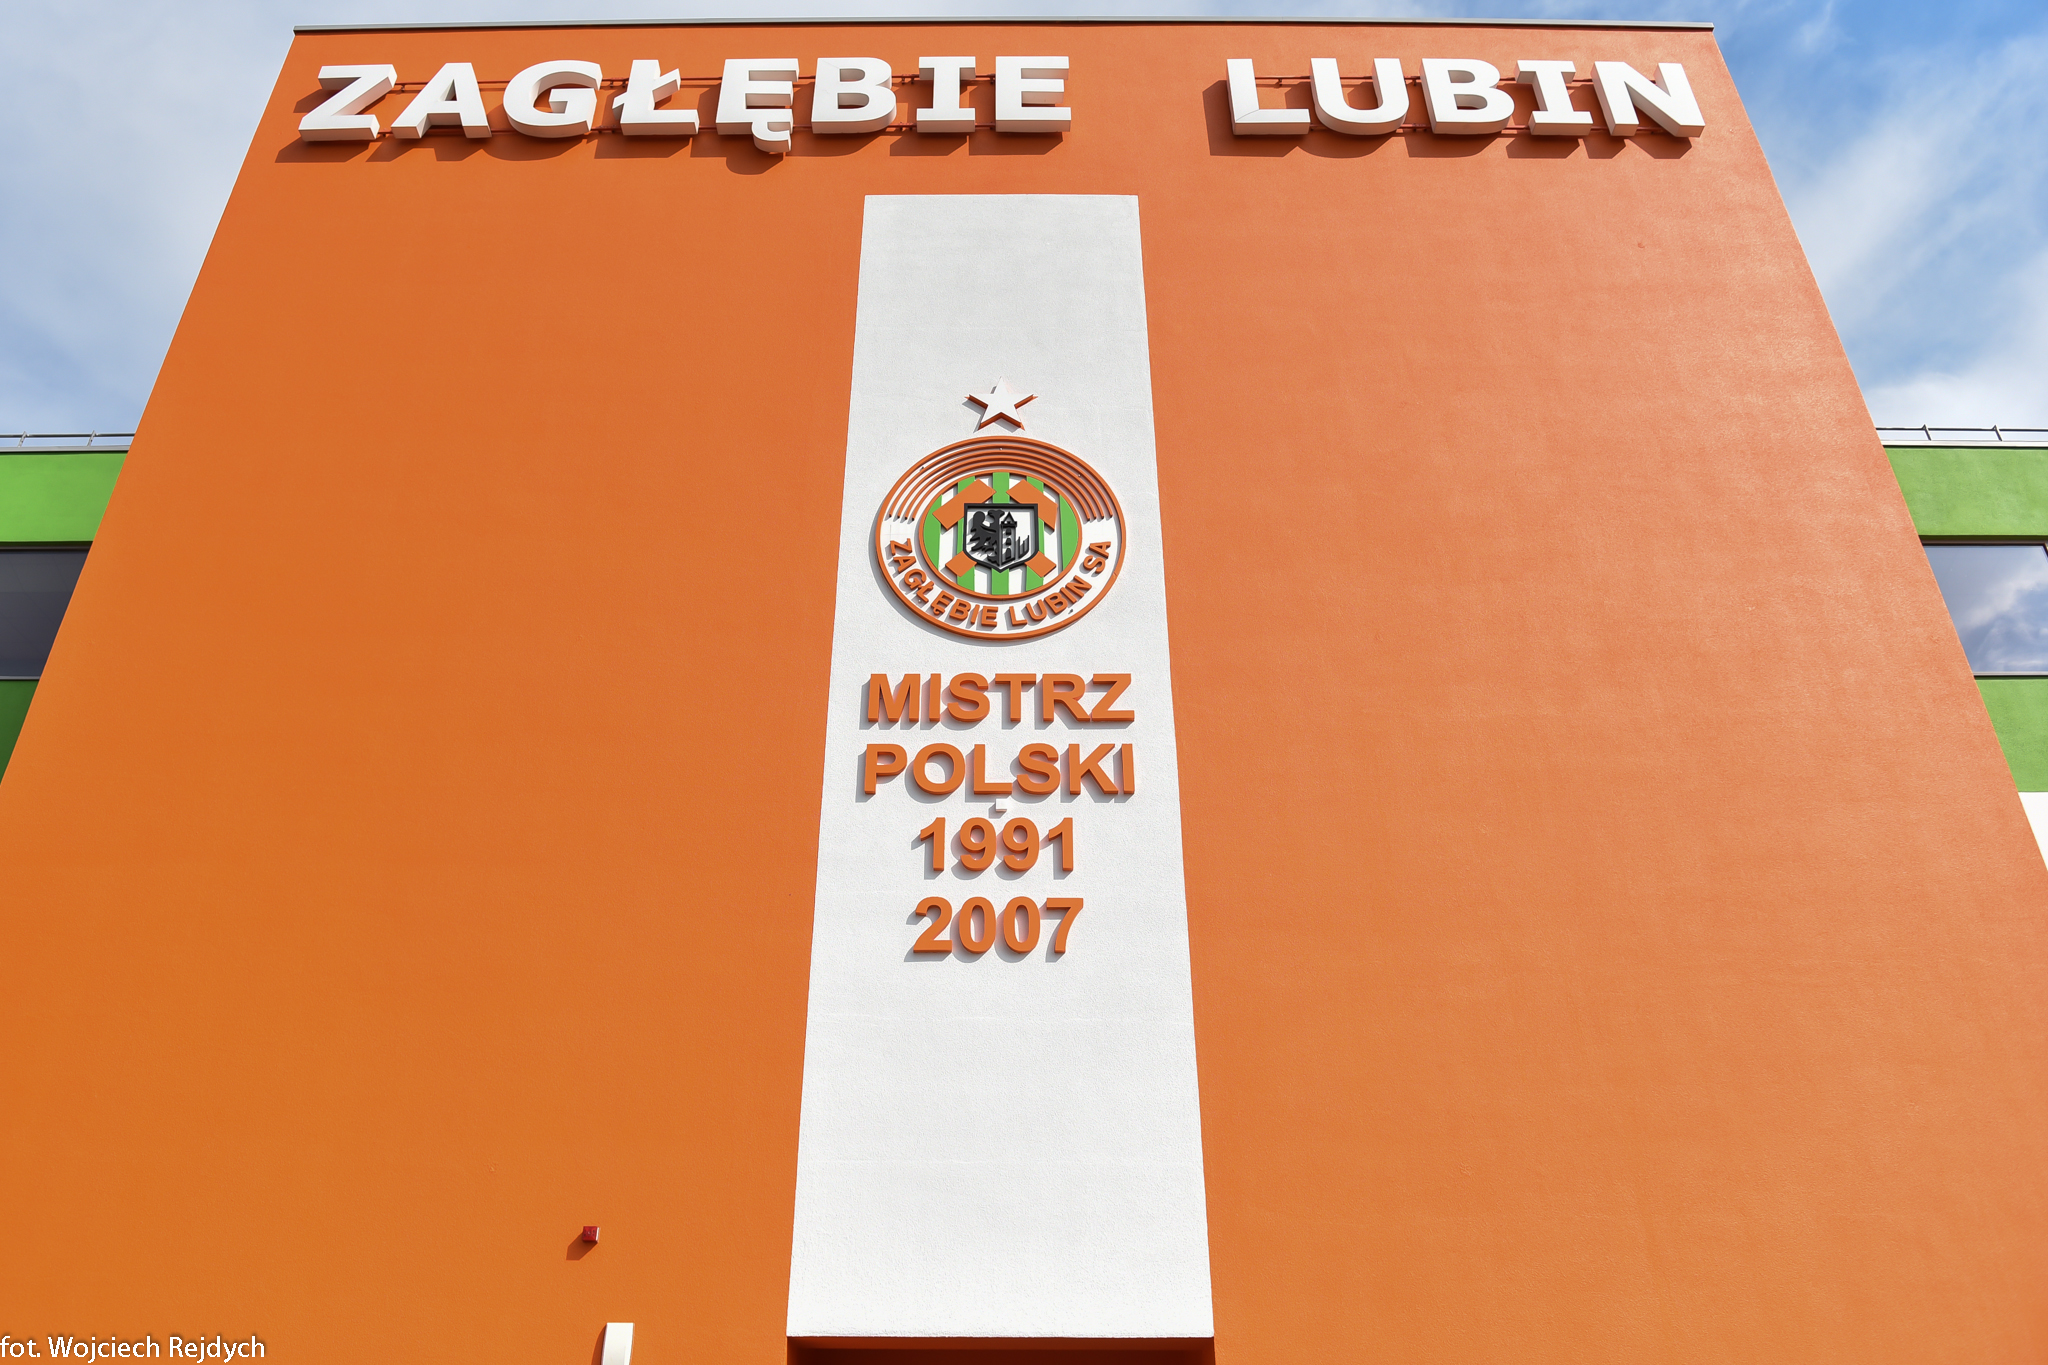 ZAGŁĘBIE LUBIN
ZAGŁĘBIE LUBIN SA
MISTRZ
POLSKI
1991
2007
fot. Wojciech Rejdych